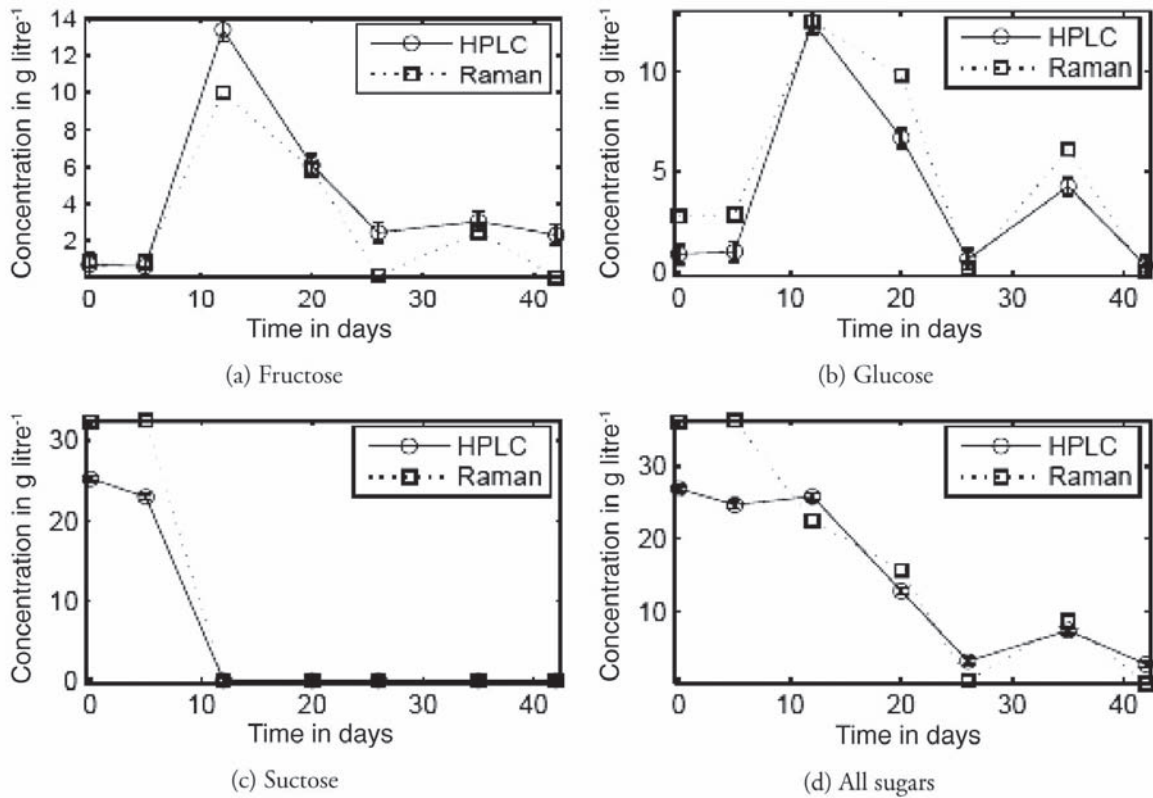 Concentration in g litre⁻¹
14
12
10
8
6
4
2
0 10 20 30 40
Time in days
HPLC
Raman
(a) Fructose
Concentration in g litre⁻¹
10
5
0
0 10 20 30 40
Time in days
HPLC
Raman
(b) Glucose
Concentration in g litre⁻¹
30
20
10
0
0 10 20 30 40
Time in days
HPLC
Raman
(c) Suctose
Concentration in g litre⁻¹
30
20
10
0 10 20 30 40
Time in days
HPLC
Raman
(d) All sugars